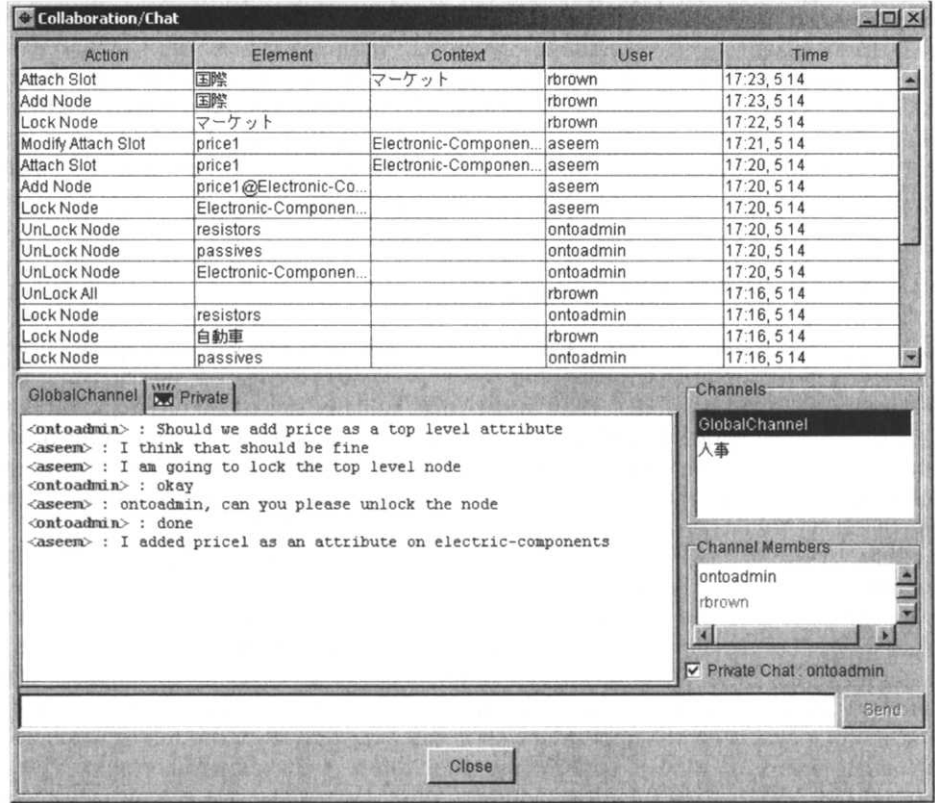 Collaboration/Chat
Action Element Context User Time
Attach Slot 国際 マーケット rbrown 17:23, 5 14
Add Node 国際 rbrown 17:23, 5 14
Lock Node マーケット rbrown 17:22, 5 14
Modify Attach Slot price1 Electronic-Componen... aseem 17:21, 5 14
Attach Slot price1 Electronic-Componen... aseem 17:20, 5 14
Add Node price1@Electronic-Co... aseem 17:20, 5 14
Lock Node Electronic-Componen... aseem 17:20, 5 14
UnLock Node resistors ontoadmin 17:20, 5 14
UnLock Node passives ontoadmin 17:20, 5 14
UnLock Node Electronic-Componen... ontoadmin 17:20, 5 14
UnLock All rbrown 17:16, 5 14
Lock Node resistors ontoadmin 17:16, 5 14
Lock Node 自動車 rbrown 17:16, 5 14
Lock Node passives ontoadmin 17:16, 5 14
GlobalChannel Private
<ontoadmin> : Should we add price as a top level attribute
<aseem> : I think that should be fine
<aseem> : I am going to lock the top level node
<ontoadmin> : okay
<aseem> : ontoadmin, can you please unlock the node
<ontoadmin> : done
<aseem> : I added price1 as an attribute on electric-components
Channels
GlobalChannel
人事
Channel Members
ontoadmin
rbrown
Private Chat : ontoadmin
Send
Close